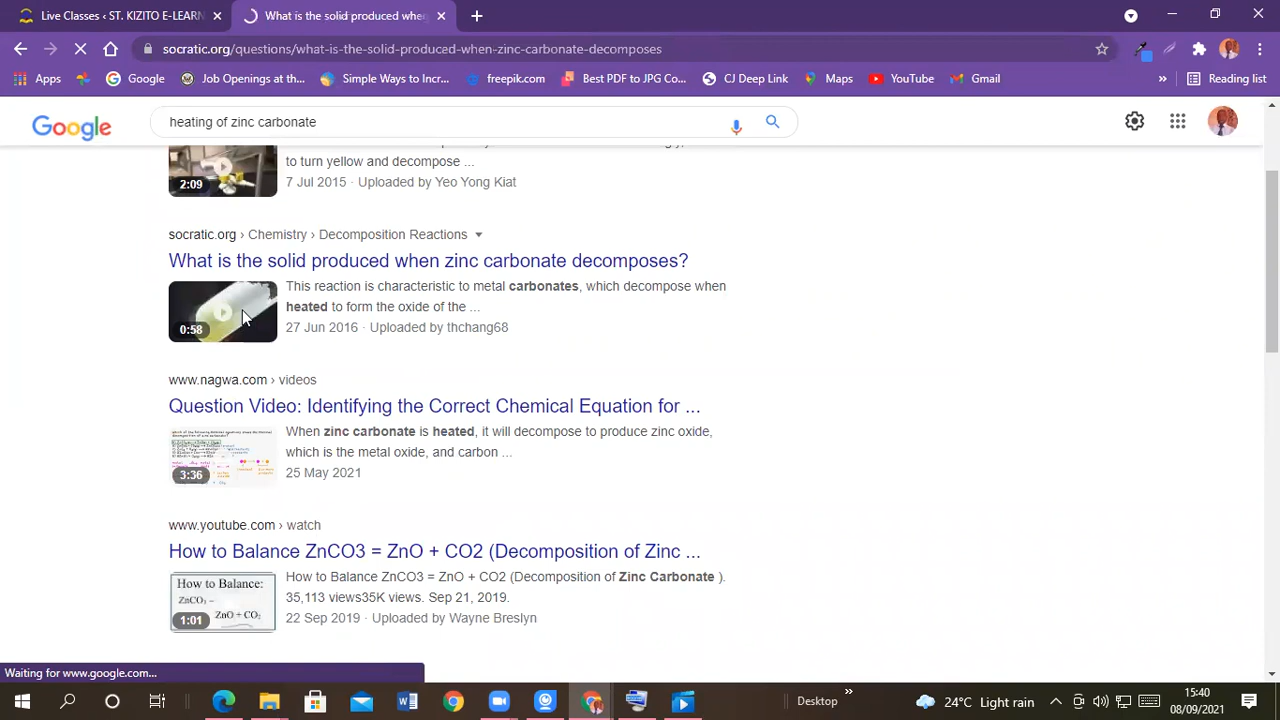 Live Classes < ST. KIZITO E-LEARN
What is the solid produced whe
socratic.org/questions/what-is-the-solid-produced-when-zinc-carbonate-decomposes
Apps
Google
Job Openings at th...
Simple Ways to Incr...
freepik.com
Best PDF to JPG Co...
CJ Deep Link
Maps
YouTube
Gmail
»
Reading list
Google
heating of zinc carbonate
2:09
to turn yellow and decompose ...
7 Jul 2015 · Uploaded by Yeo Yong Kiat
socratic.org › Chemistry › Decomposition Reactions
What is the solid produced when zinc carbonate decomposes?
This reaction is characteristic to metal carbonates, which decompose when
heated to form the oxide of the ...
0:58
27 Jun 2016 · Uploaded by thchang68
www.nagwa.com › videos
Question Video: Identifying the Correct Chemical Equation for ...
When zinc carbonate is heated, it will decompose to produce zinc oxide,
which is the metal oxide, and carbon ...
3:36
25 May 2021
www.youtube.com › watch
How to Balance ZnCO3 = ZnO + CO2 (Decomposition of Zinc ...
How to Balance:
ZnCO₃ =
ZnO + CO₂
1:01
How to Balance ZnCO3 = ZnO + CO2 (Decomposition of Zinc Carbonate ).
35,113 views35K views. Sep 21, 2019.
22 Sep 2019 · Uploaded by Wayne Breslyn
Waiting for www.google.com...
Desktop
»
24°C Light rain
15:40
08/09/2021